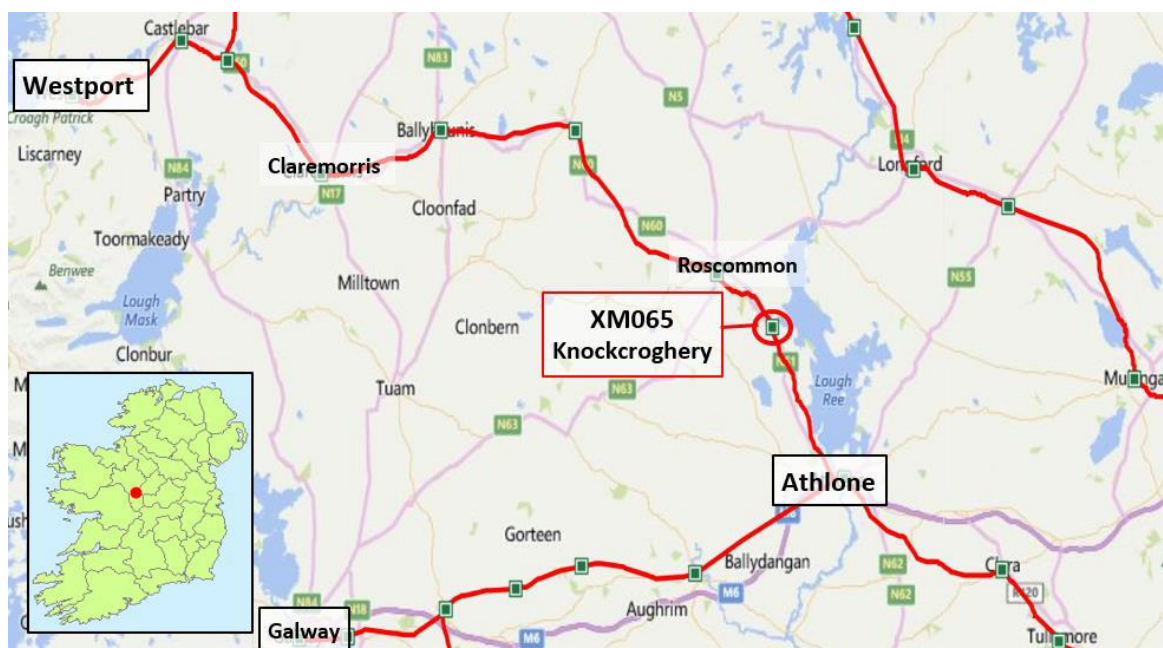 Castlebar
Westport
Croagh Patrick
Liscarney
N84
Partry
Toormakeady
Benwee
Lough
Mask
Clonbur
N83
N5
Claremorris
N17
Cloonfad
N60
Roscommon
Longford
Milltown
Clonbern
XM065
Knockcroghery
N55
Tuam
N63
N63
Lough
Ree
Athlone
Gorteen
Ballydangan
M6
Aughrim
N62
N62
Clara
Galway
N84
N18
M6